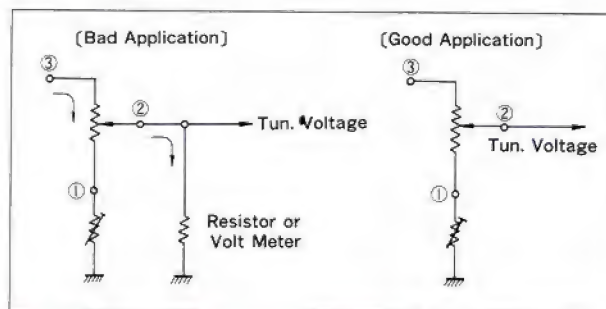 〔Bad Application〕
③
②
Tun. Voltage
①
Resistor or
Volt Meter
〔Good Application〕
③
②
Tun. Voltage
①